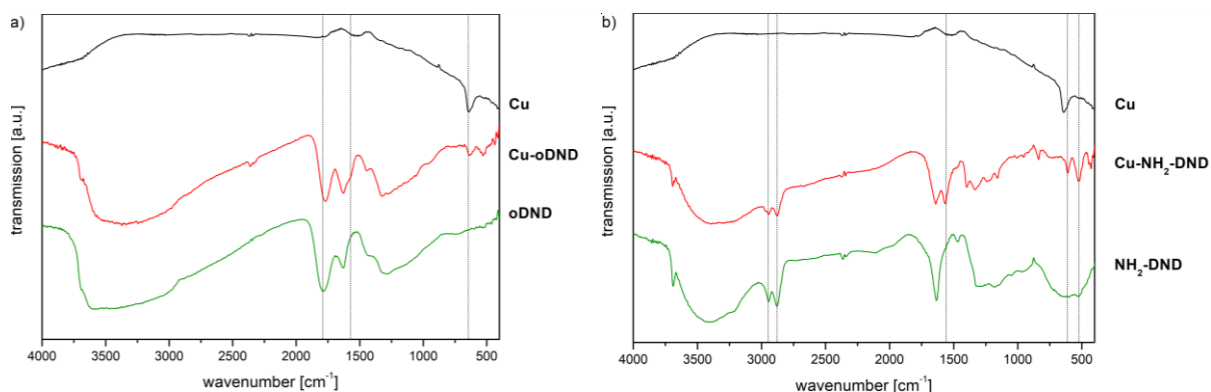 a)
transmission [a.u.]
Cu
Cu-oDND
oDND
4000 3500 3000 2500 2000 1500 1000 500
wavenumber [cm⁻¹]
b)
transmission [a.u.]
Cu
Cu-NH₂-DND
NH₂-DND
4000 3500 3000 2500 2000 1500 1000 500
wavenumber [cm⁻¹]